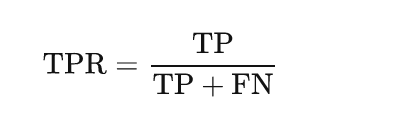 TPR = TP / (TP + FN)